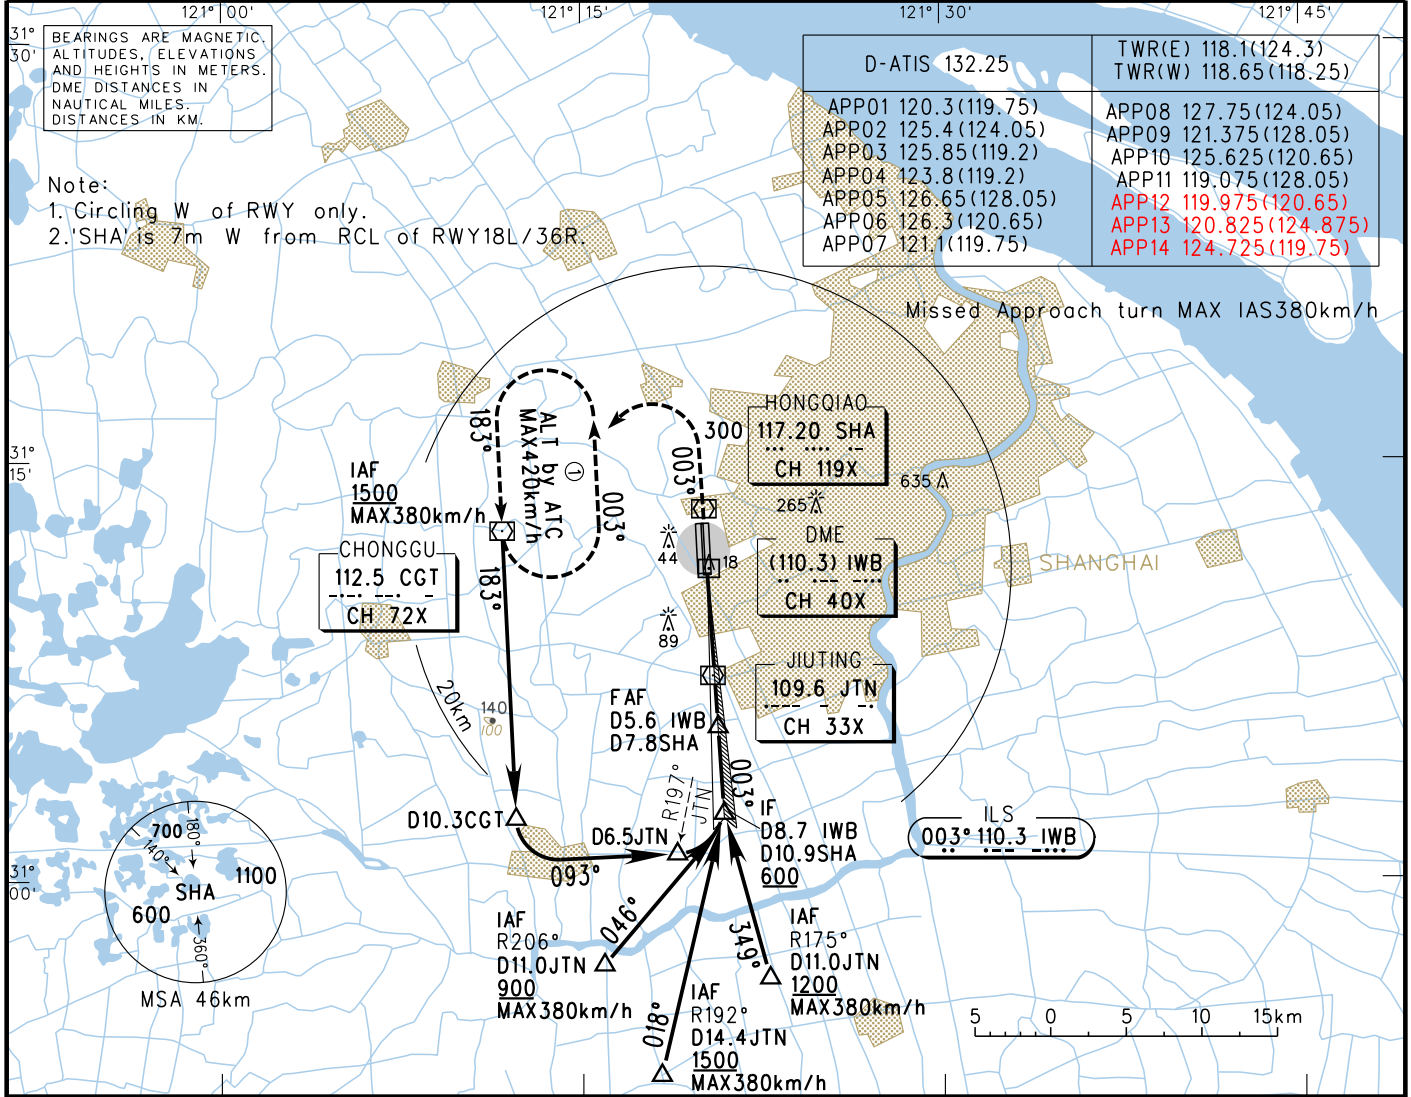 121° 00'
121° 15'
121° 30'
121° 45'
31°
30'
BEARINGS ARE MAGNETIC.
ALTITUDES, ELEVATIONS
AND HEIGHTS IN METERS.
DME DISTANCES IN
NAUTICAL MILES.
DISTANCES IN KM.
D-ATIS 132.25
TWR(E) 118.1(124.3)
TWR(W) 118.65(118.25)
APP01 120.3(119.75)
APP02 125.4(124.05)
APP03 125.85(119.2)
APP04 123.8(119.2)
APP05 126.65(128.05)
APP06 126.3(120.65)
APP07 121.1(119.75)
APP08 127.75(124.05)
APP09 121.375(128.05)
APP10 125.625(120.65)
APP11 119.075(128.05)
APP12 119.975(120.65)
APP13 120.825(124.875)
APP14 124.725(119.75)
Note:
1. Circling W of RWY only.
2.'SHA'is 7m W from RCL of RWY18L/36R.
Missed Approach turn MAX IAS380km/h
31°
15'
183°
ALT by ATC
MAX420km/h
①
003°
003°
300
HONGQIAO
117.20 SHA
CH 119X
635
265
IAF
1500
MAX380km/h
CHONGGU
112.5 CGT
CH 72X
183°
44
18
DME
(110.3) IWB
CH 40X
SHANGHAI
89
JIUTING
109.6 JTN
CH 33X
20km
140
100
FAF
D5.6 IWB
D7.8SHA
003°
R197°
JTN
D10.3CGT
D6.5JTN
093°
IF
D8.7 IWB
D10.9SHA
600
ILS
003° 110.3 IWB
31°
00'
700
180°
140°
SHA
1100
600
360°
MSA 46km
IAF
R206°
D11.0JTN
900
MAX380km/h
046°
018°
IAF
R192°
D14.4JTN
1500
MAX380km/h
349°
IAF
R175°
D11.0JTN
1200
MAX380km/h
5 0 5 10 15km